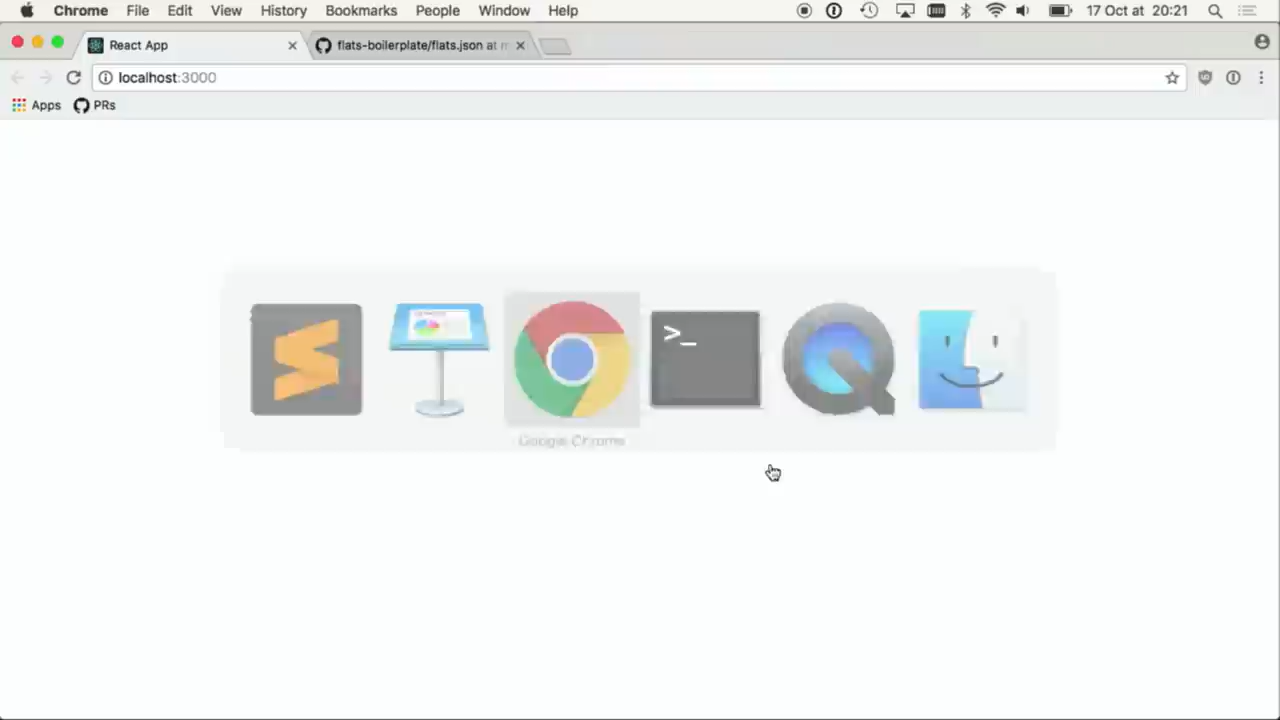 Chrome File Edit View History Bookmarks People Window Help 17 Oct at 20:21
React App flats-boilerplate/flats.json at m
localhost:3000
Apps PRs
>_
Google Chrome